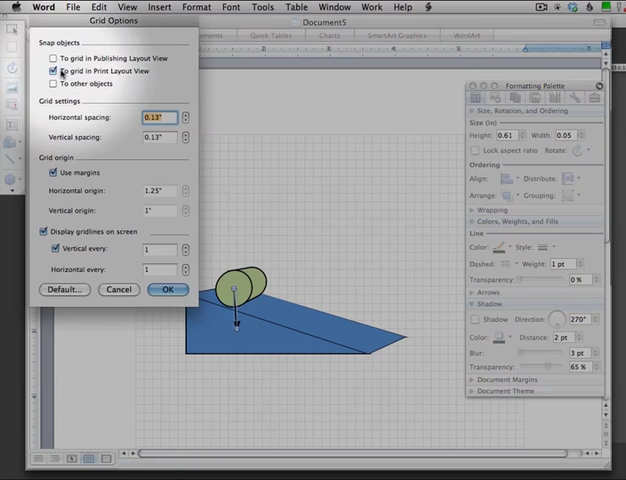 Word File Edit View Insert Format Font Tools Table Window Work Help
Document5
Quick Tables Charts SmartArt Graphics WordArt
Grid Options
Snap objects
To grid in Publishing Layout View
To grid in Print Layout View
To other objects
Grid settings
Horizontal spacing: 0.13"
Vertical spacing: 0.13"
Grid origin
Use margins
Horizontal origin: 1.25"
Vertical origin: 1"
Display gridlines on screen
Vertical every: 1
Horizontal every: 1
Default... Cancel OK
Formatting Palette
Size, Rotation, and Ordering
Size (in)
Height: 0.61 Width: 0.05
Lock aspect ratio Rotate:
Ordering
Align: Distribute:
Arrange: Grouping:
Wrapping
Colors, Weights, and Fills
Line
Color: Style:
Dashed: Weight: 1 pt
Transparency: 0 %
Arrows
Shadow
Shadow Direction: 270°
Color: Distance: 2 pt
Blur: 3 pt
Transparency: 65 %
Document Margins
Document Theme